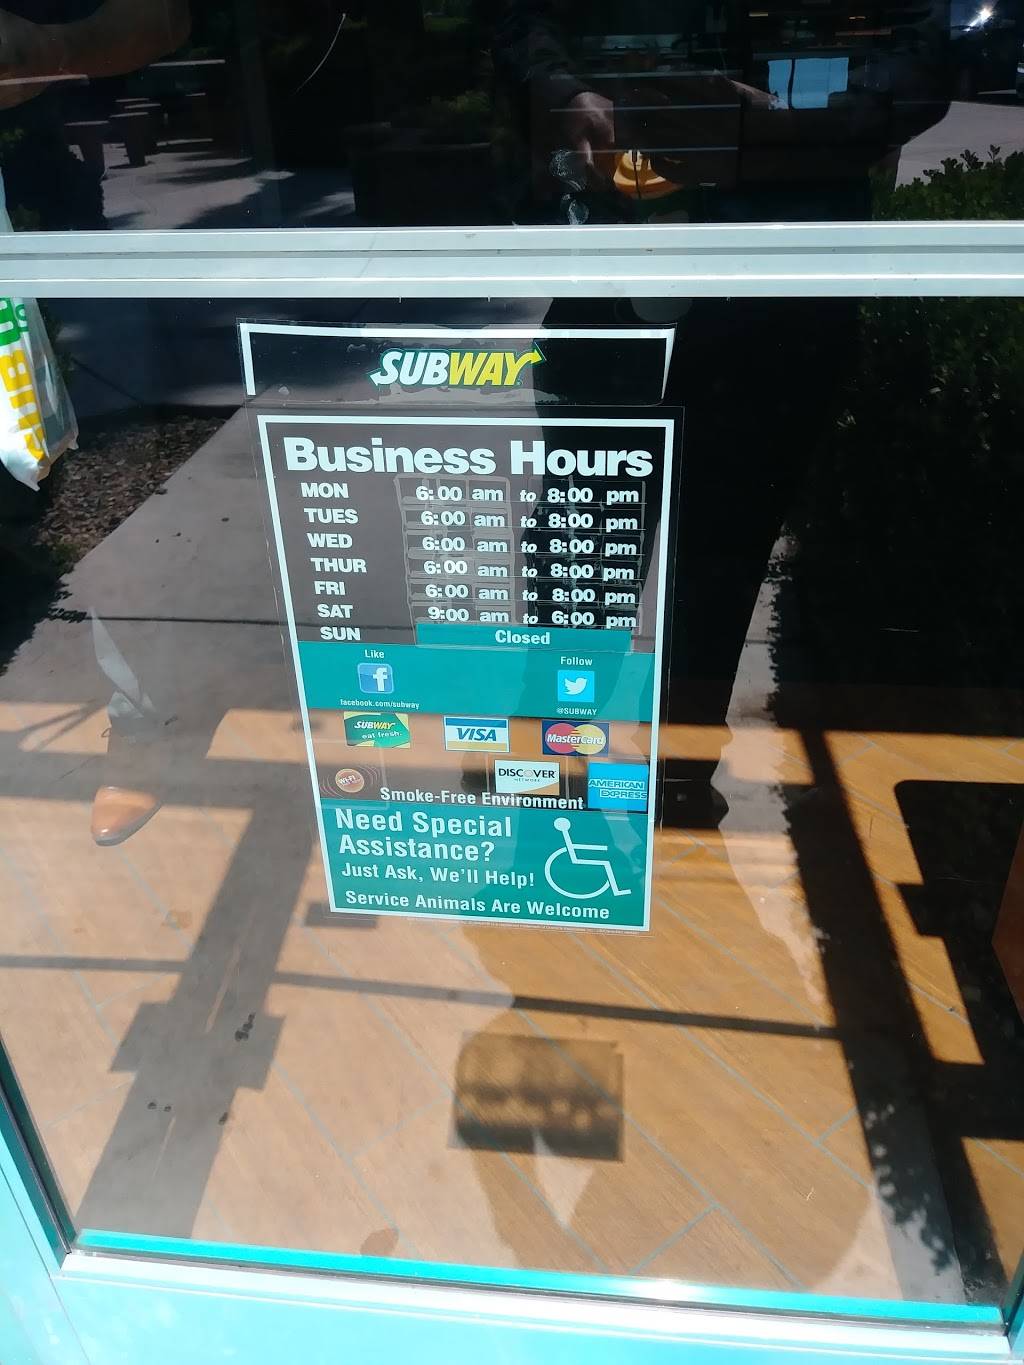 SUBWAY
Business Hours
MON 6:00 am to 8:00 pm
TUES 6:00 am to 8:00 pm
WED 6:00 am to 8:00 pm
THUR 6:00 am to 8:00 pm
FRI 6:00 am to 8:00 pm
SAT 9:00 am to 6:00 pm
SUN Closed
Like Follow
facebook.com/subway @SUBWAY
SUBWAY eat fresh. VISA MasterCard
Wi-Fi DISCOVER NETWORK AMERICAN EXPRESS
Smoke-Free Environment
Need Special
Assistance?
Just Ask, We'll Help!
Service Animals Are Welcome